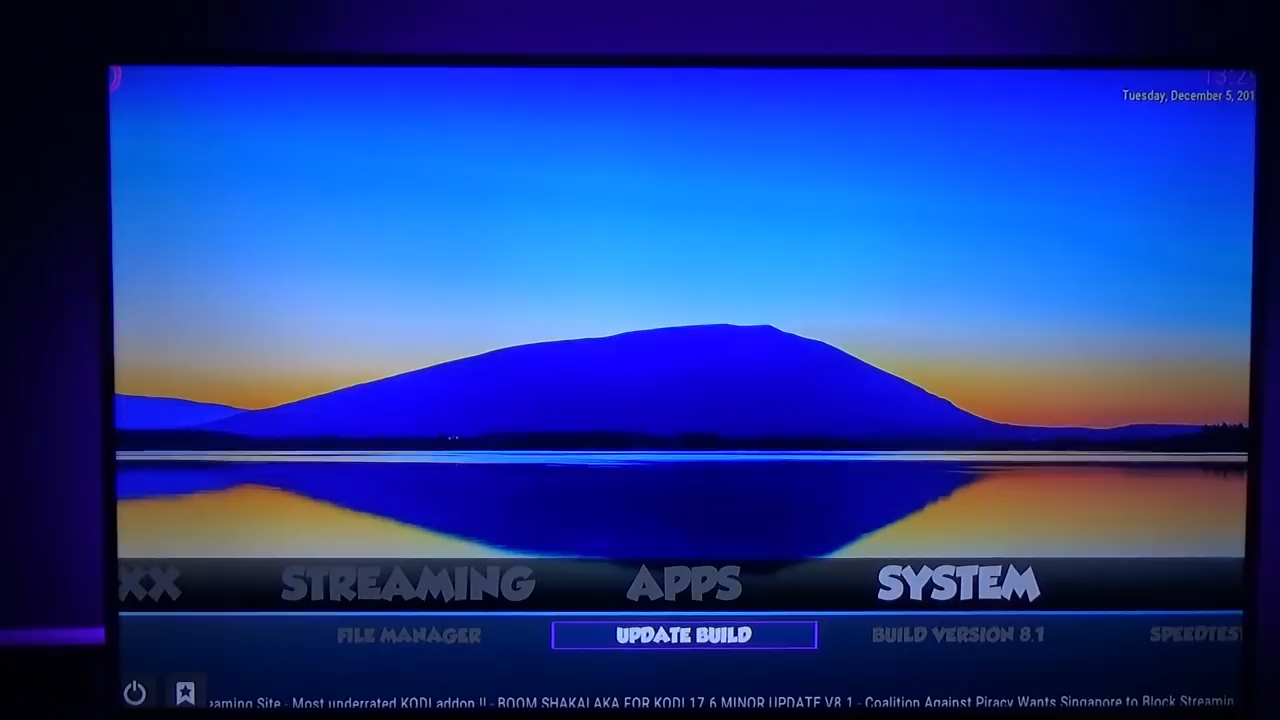 Tuesday, December 5, 201
XX STREAMING APPS SYSTEM
FILE MANAGER UPDATE BUILD BUILD VERSION 8.1 SPEEDTEST
eaming Site - Most underrated KODI addon !! - BOOM SHAKALAKA FOR KODI 17.6 MINOR UPDATE V8.1 - Coalition Against Piracy Wants Singapore to Block Streamin